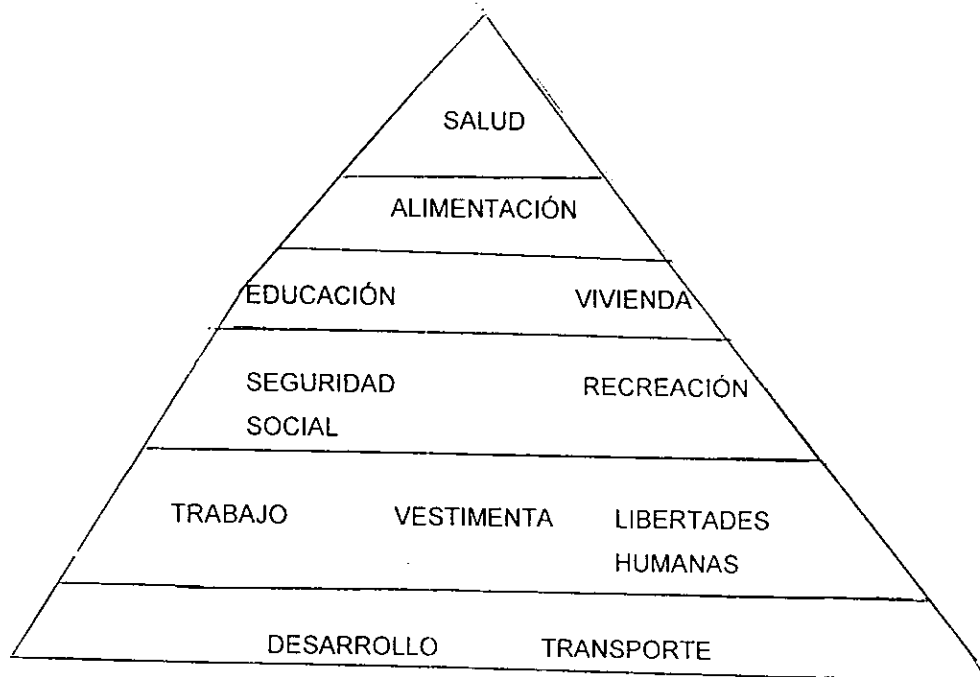 SALUD
ALIMENTACIÓN
EDUCACIÓN VIVIENDA
SEGURIDAD SOCIAL RECREACIÓN
TRABAJO VESTIMENTA LIBERTADES HUMANAS
DESARROLLO TRANSPORTE